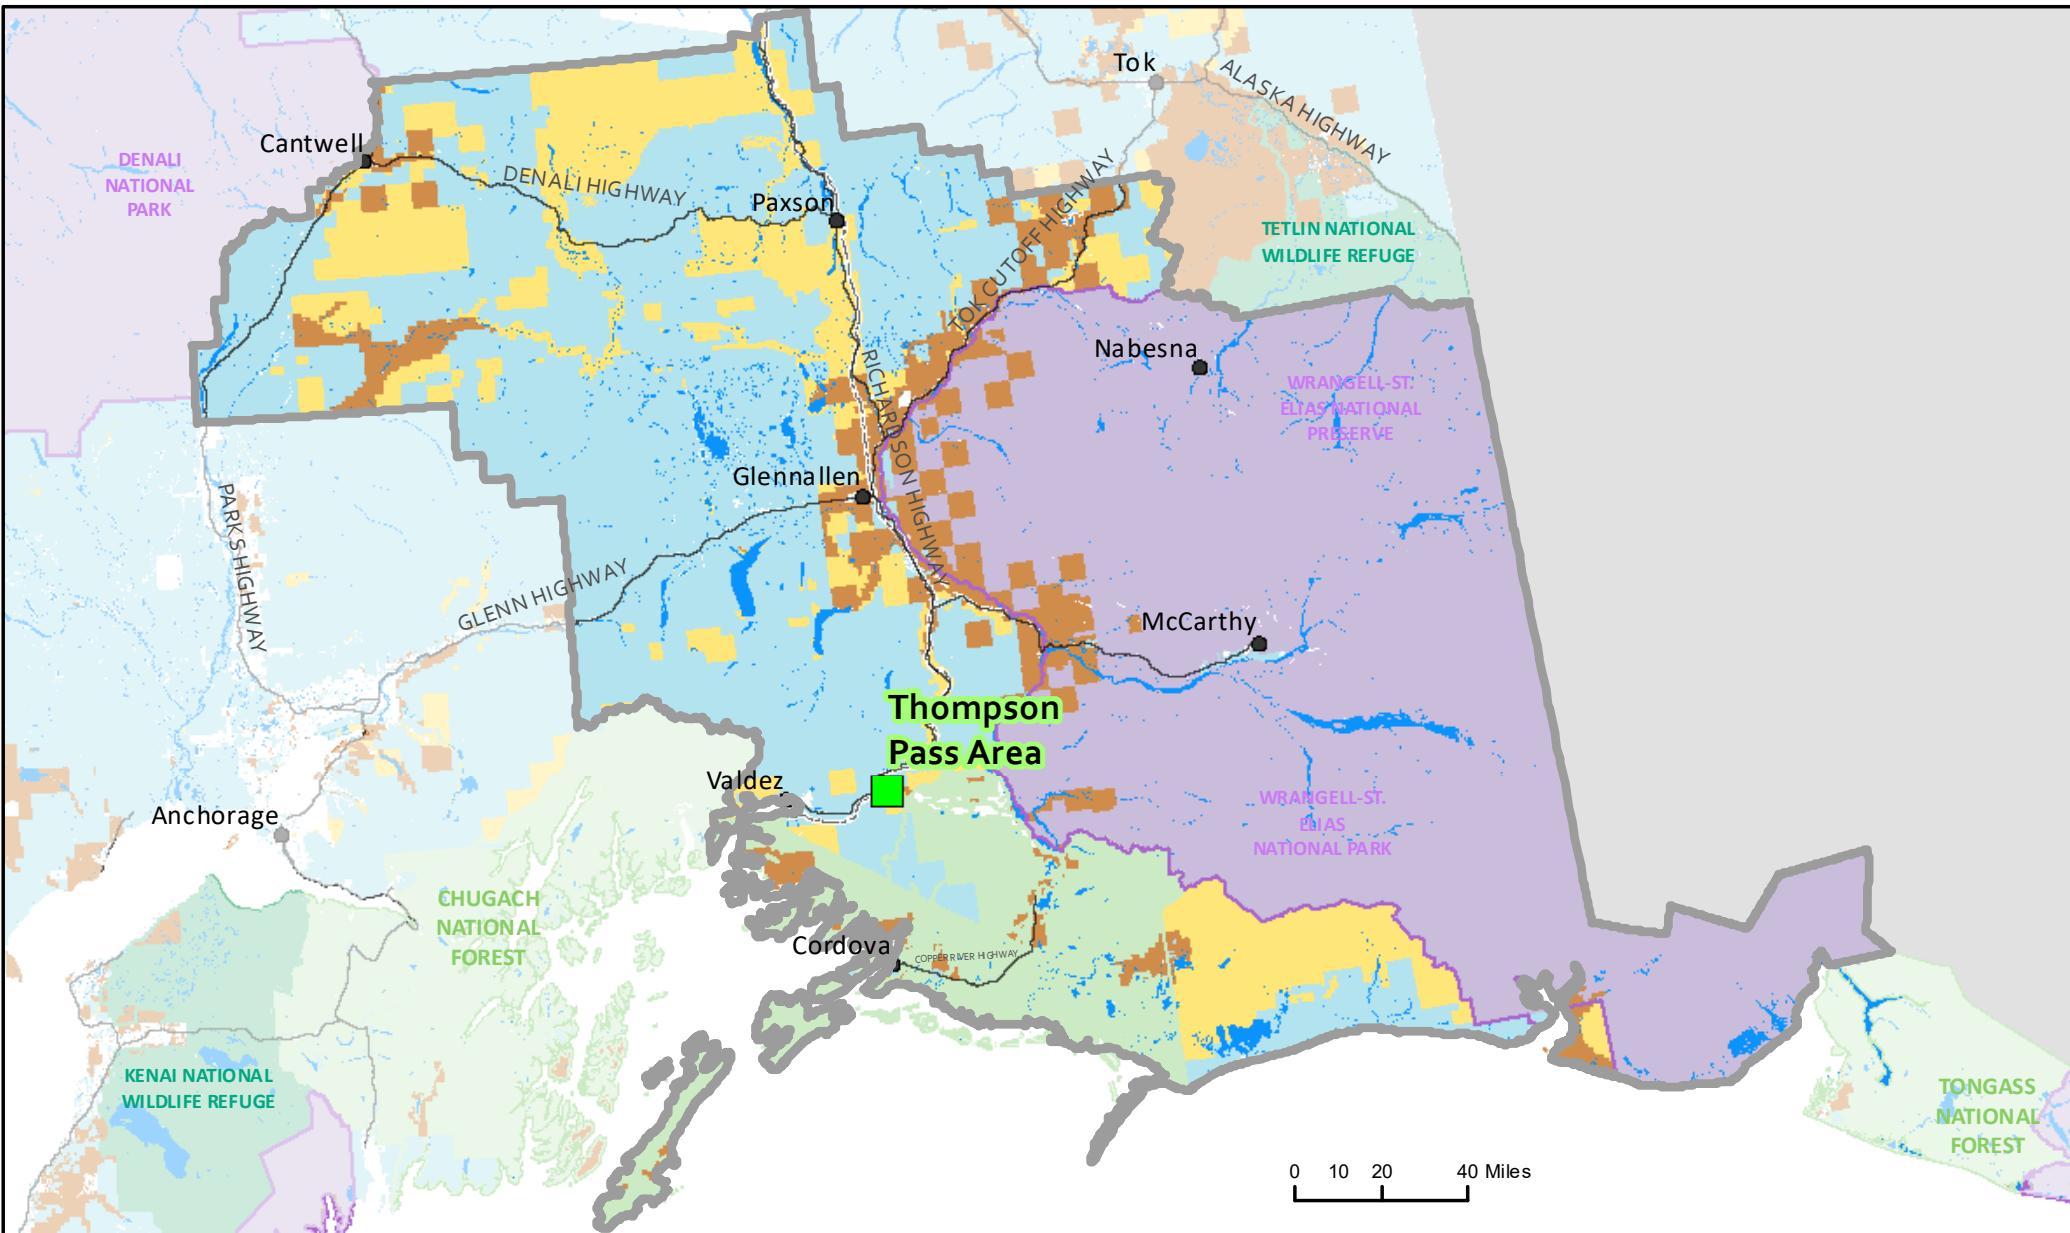 Tok
ALASKA HIGHWAY
Cantwell
DENALI
NATIONAL
PARK
DENALI HIGHWAY
Paxson
TOK CUTOFF HIGHWAY
TETLIN NATIONAL
WILDLIFE REFUGE
Nabesna
WRANGELL-ST.
ELIAS NATIONAL
PRESERVE
RICHARDSON HIGHWAY
Glennallen
PARKS HIGHWAY
GLENN HIGHWAY
McCarthy
Thompson
Pass Area
Valdez
Anchorage
WRANGELL-ST.
ELIAS
NATIONAL PARK
CHUGACH
NATIONAL
FOREST
Cordova
COPPER RIVER HIGHWAY
KENAI NATIONAL
WILDLIFE REFUGE
TONGASS
NATIONAL
FOREST
0 10 20 40 Miles